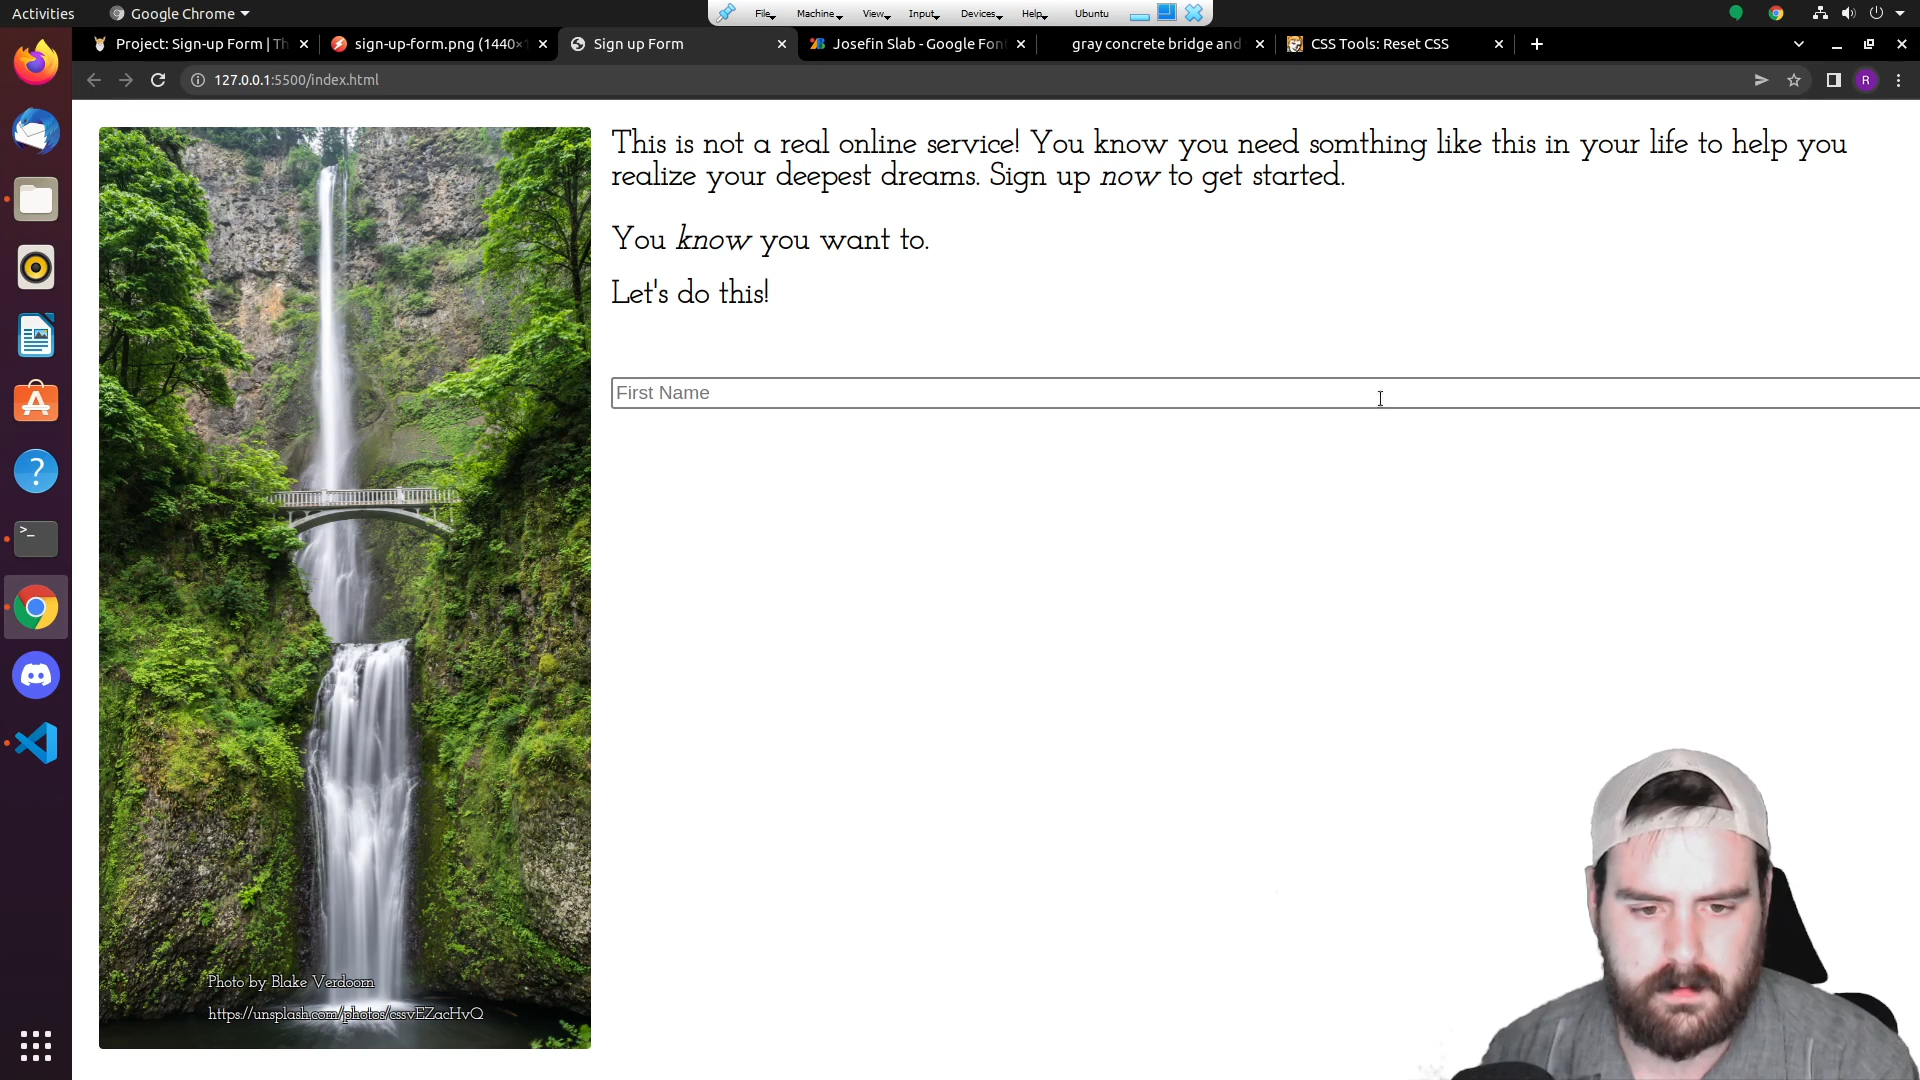 Activities
Google Chrome
File
Machine
View
Input
Devices
Help
Ubuntu
Project: Sign-up Form | Th
sign-up-form.png (1440×
Sign up Form
Josefin Slab - Google Fon
gray concrete bridge and
CSS Tools: Reset CSS
127.0.0.1:5500/index.html
R
This is not a real online service! You know you need somthing like this in your life to help you
realize your deepest dreams. Sign up now to get started.
You know you want to.
Let's do this!
First Name
Photo by Blake Verdoorn
https://unsplash.com/photos/cssvEZacHvQ